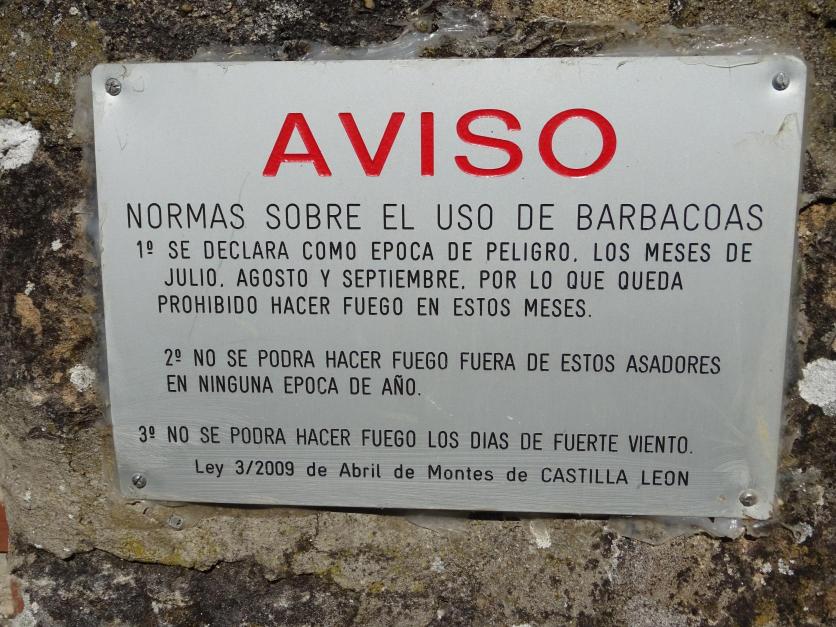 AVISO
NORMAS SOBRE EL USO DE BARBACOAS
1º SE DECLARA COMO EPOCA DE PELIGRO, LOS MESES DE
JULIO, AGOSTO Y SEPTIEMBRE, POR LO QUE QUEDA
PROHIBIDO HACER FUEGO EN ESTOS MESES.
2º NO SE PODRA HACER FUEGO FUERA DE ESTOS ASADORES
EN NINGUNA EPOCA DE AÑO.
3º NO SE PODRA HACER FUEGO LOS DIAS DE FUERTE VIENTO.
Ley 3/2009 de Abril de Montes de CASTILLA LEON